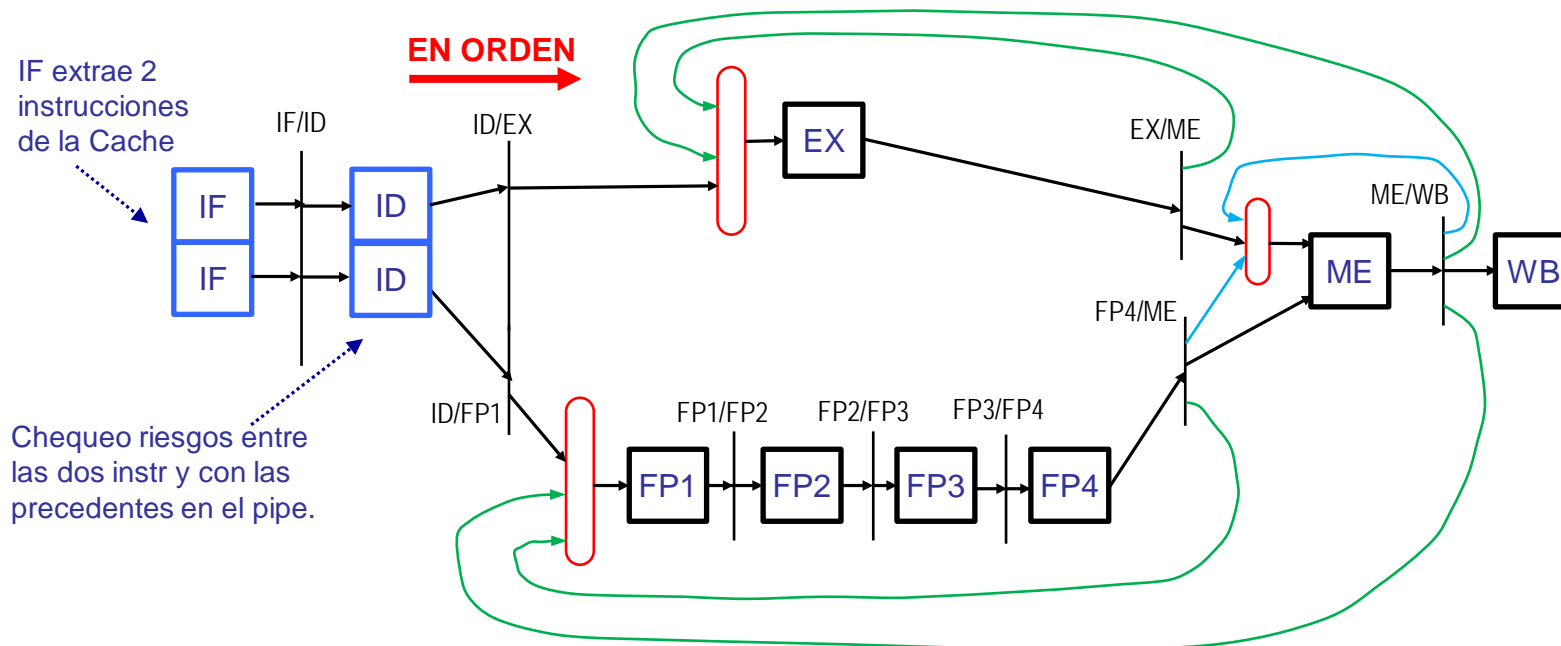 EN ORDEN
IF extrae 2
instrucciones
de la Cache
IF/ID
ID/EX
EX/ME
EX
IF
ID
ME/WB
IF
ID
ME
WB
FP4/ME
ID/FP1
FP1/FP2
FP2/FP3
FP3/FP4
Chequeo riesgos entre
las dos instr y con las
precedentes en el pipe.
FP1
FP2
FP3
FP4